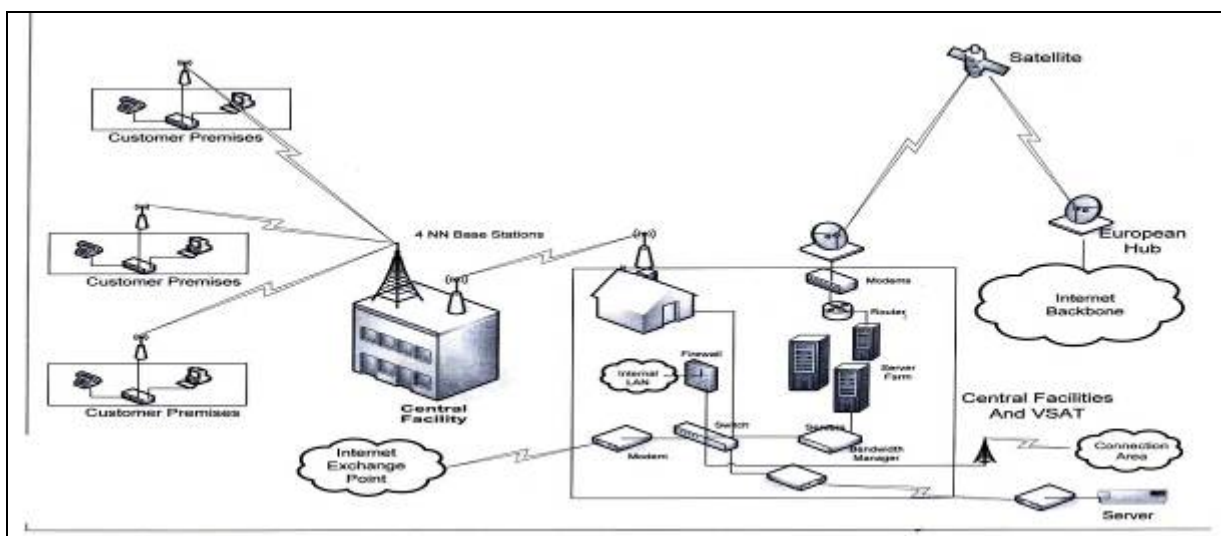 Satellite
Customer Premises
4 NN Base Stations
European
Hub
Customer Premises
Modems
Internet
Backbone
Router
Firewall
Internal
LAN
Server
Farm
Central
Facility
Customer Premises
Central Facilities
And VSAT
Switch
Servers
Internet
Exchange
Point
Modem
Bandwidth
Manager
Connection
Area
Server